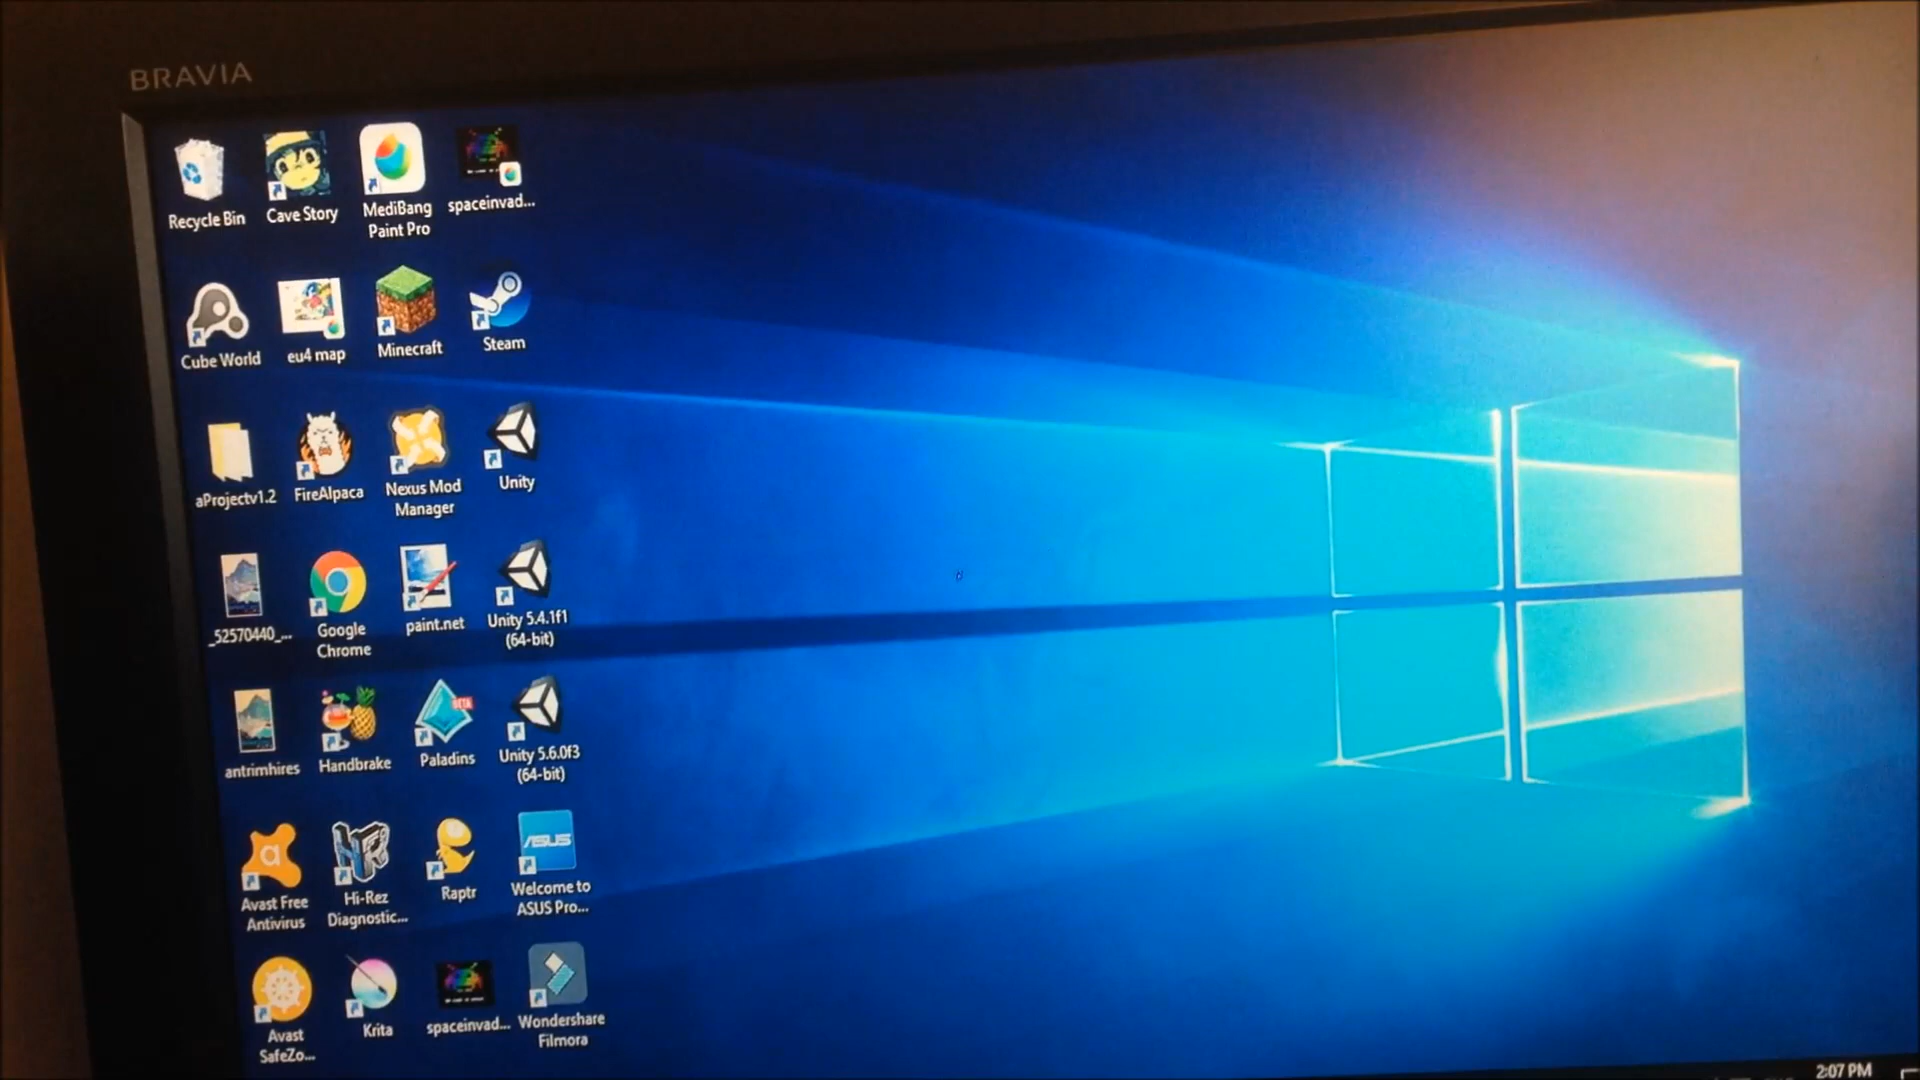 BRAVIA
Recycle Bin
Cave Story
MediBang
Paint Pro
spaceinvad...
Cube World
eu4 map
Minecraft
Steam
aProjectv1.2
FireAlpaca
Nexus Mod
Manager
Unity
_52570440_...
Google
Chrome
paint.net
Unity 5.4.1f1
(64-bit)
antrimhires
Handbrake
BETA
Paladins
Unity 5.6.0f3
(64-bit)
Avast Free
Antivirus
Hi-Rez
Diagnostic...
Raptr
ASUS
Welcome to
ASUS Pro...
Avast
SafeZo...
Krita
spaceinvad...
Wondershare
Filmora
2:07 PM